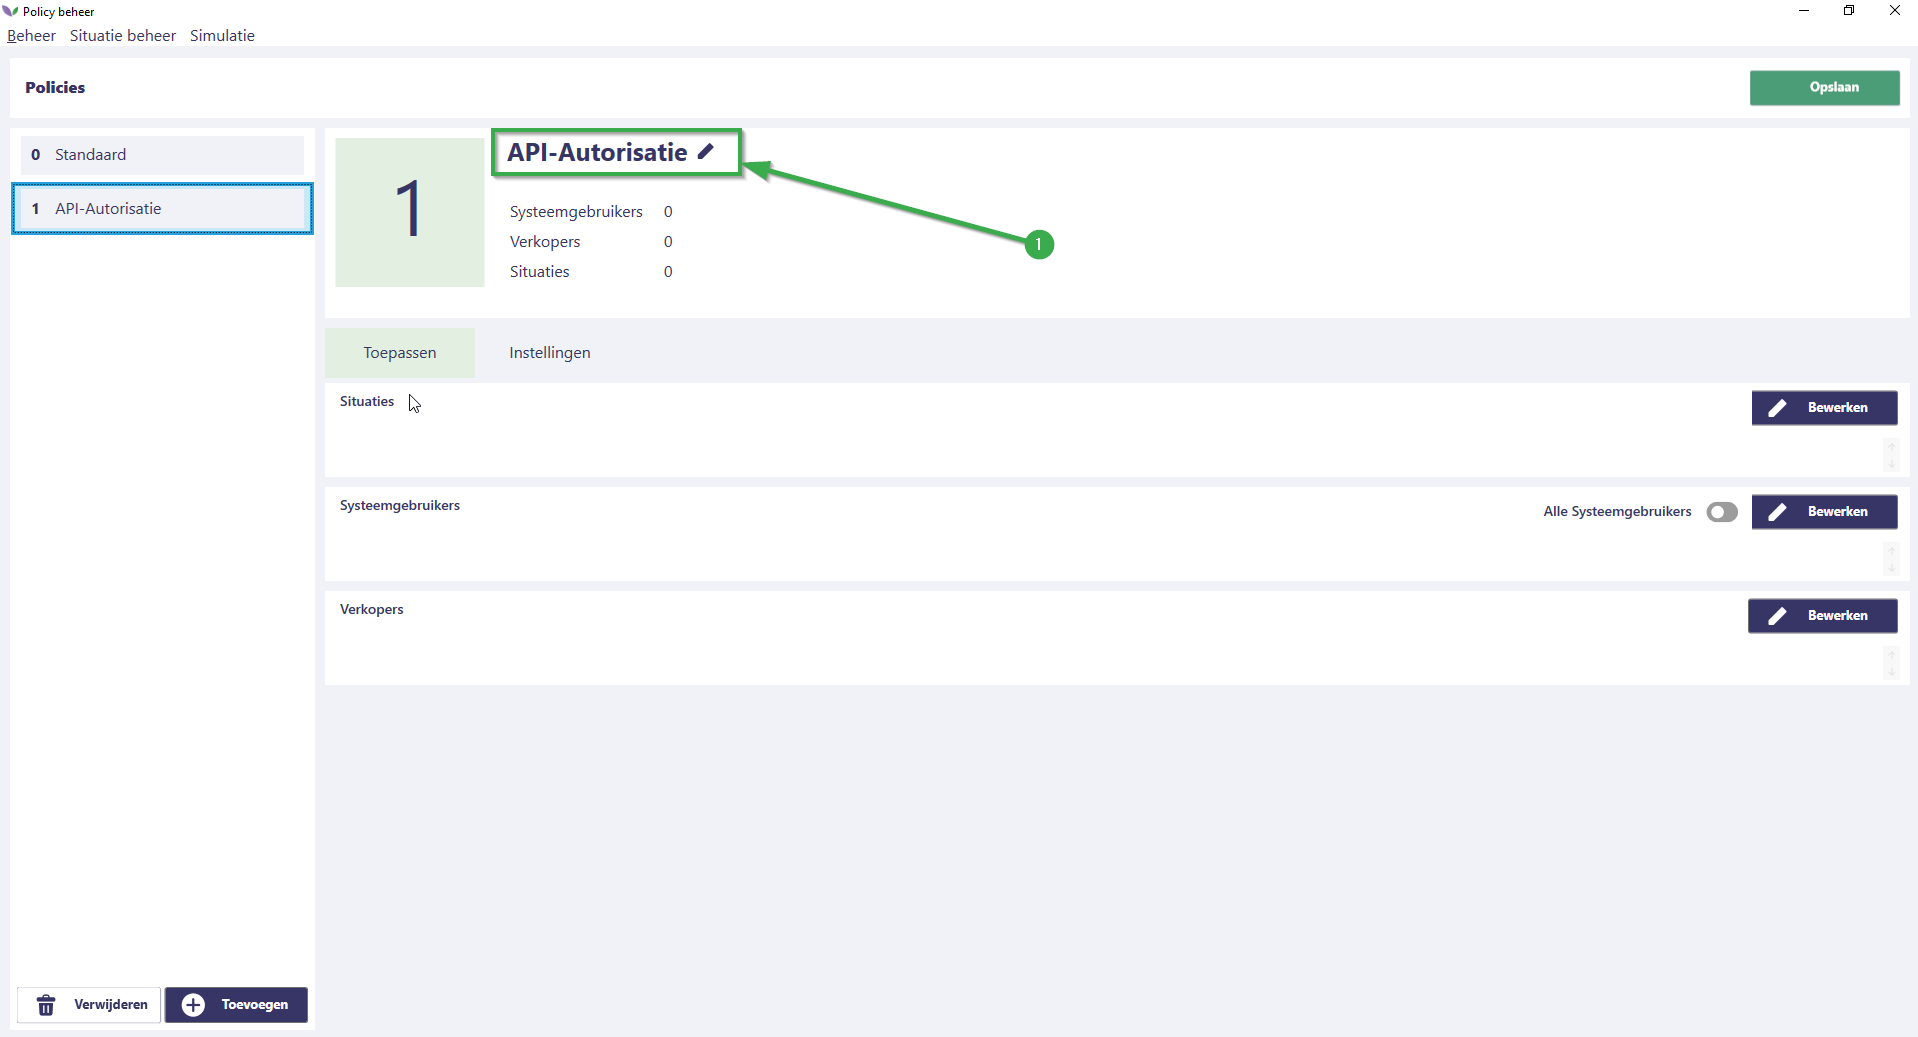 Policy beheer
Beheer Situatie beheer Simulatie
Policies
Opslaan
0 Standaard
1 API-Autorisatie
1
API-Autorisatie
Systeemgebruikers 0
Verkopers 0
Situaties 0
1
Toepassen Instellingen
Situaties
Bewerken
Systeemgebruikers
Alle Systeemgebruikers
Bewerken
Verkopers
Bewerken
Verwijderen
Toevoegen